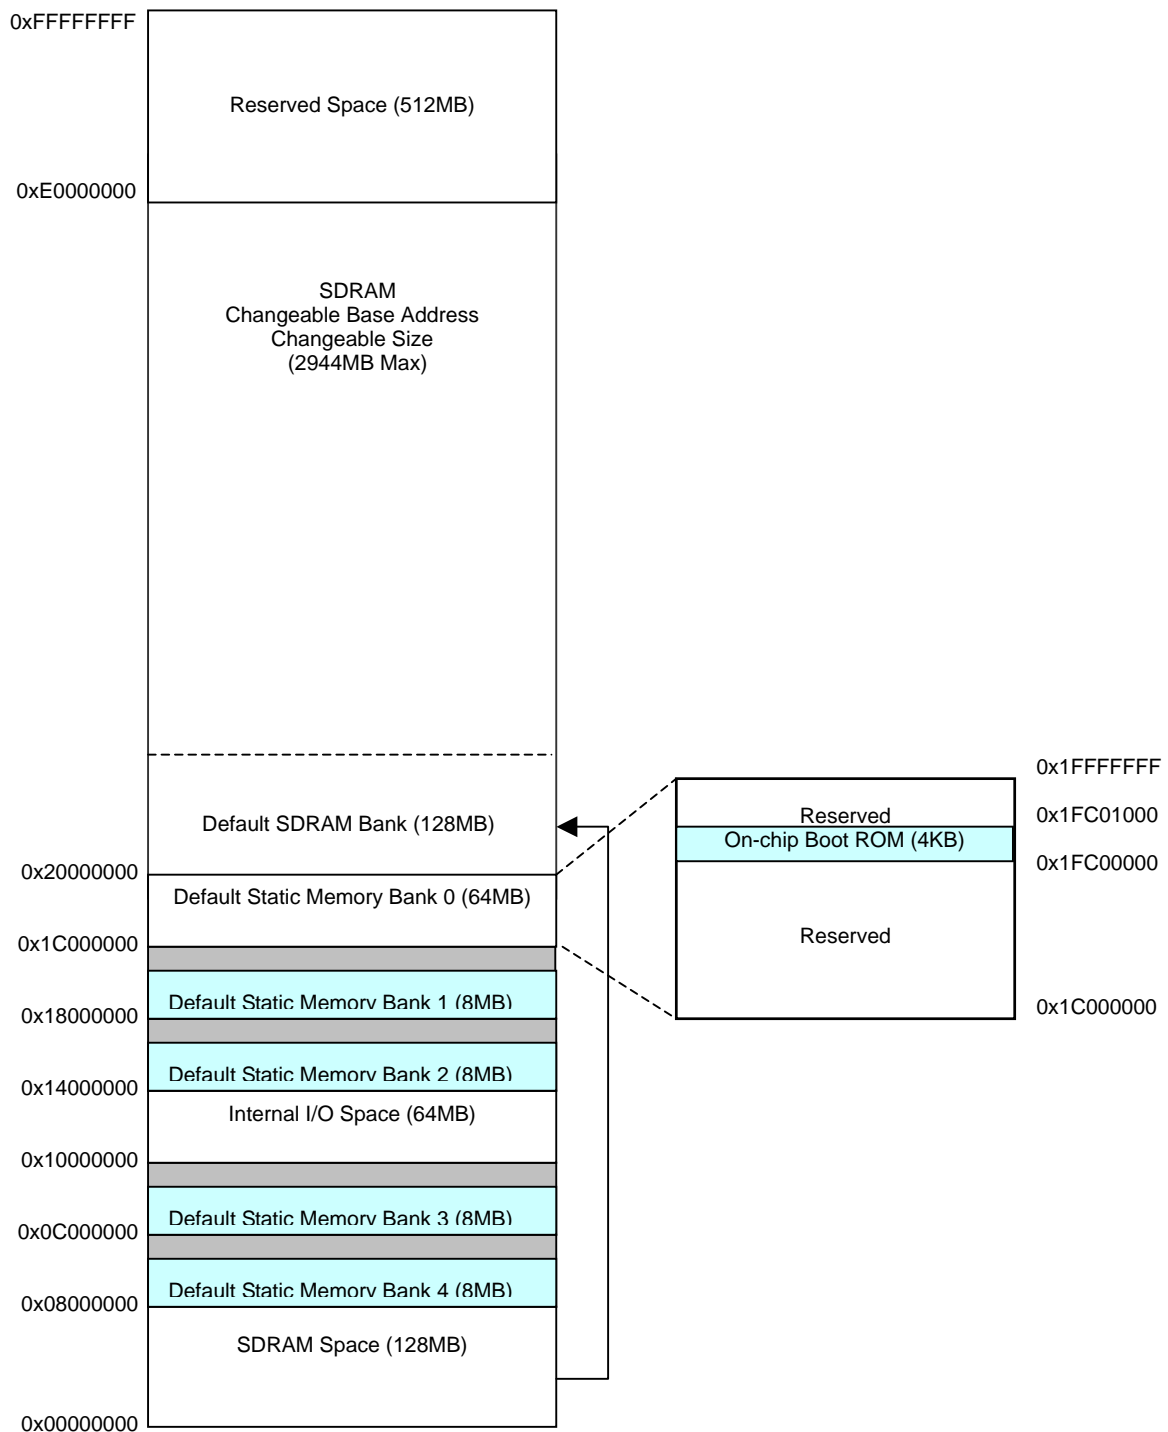 0xFFFFFFFF
Reserved Space (512MB)
0xE0000000
SDRAM
Changeable Base Address
Changeable Size
(2944MB Max)
Default SDRAM Bank (128MB)
0x20000000
Default Static Memory Bank 0 (64MB)
0x1C000000
Default Static Memory Bank 1 (8MB)
0x18000000
Default Static Memory Bank 2 (8MB)
0x14000000
Internal I/O Space (64MB)
0x10000000
Default Static Memory Bank 3 (8MB)
0x0C000000
Default Static Memory Bank 4 (8MB)
0x08000000
SDRAM Space (128MB)
0x00000000
0x1FFFFFFF
Reserved
0x1FC01000
On-chip Boot ROM (4KB)
0x1FC00000
Reserved
0x1C000000